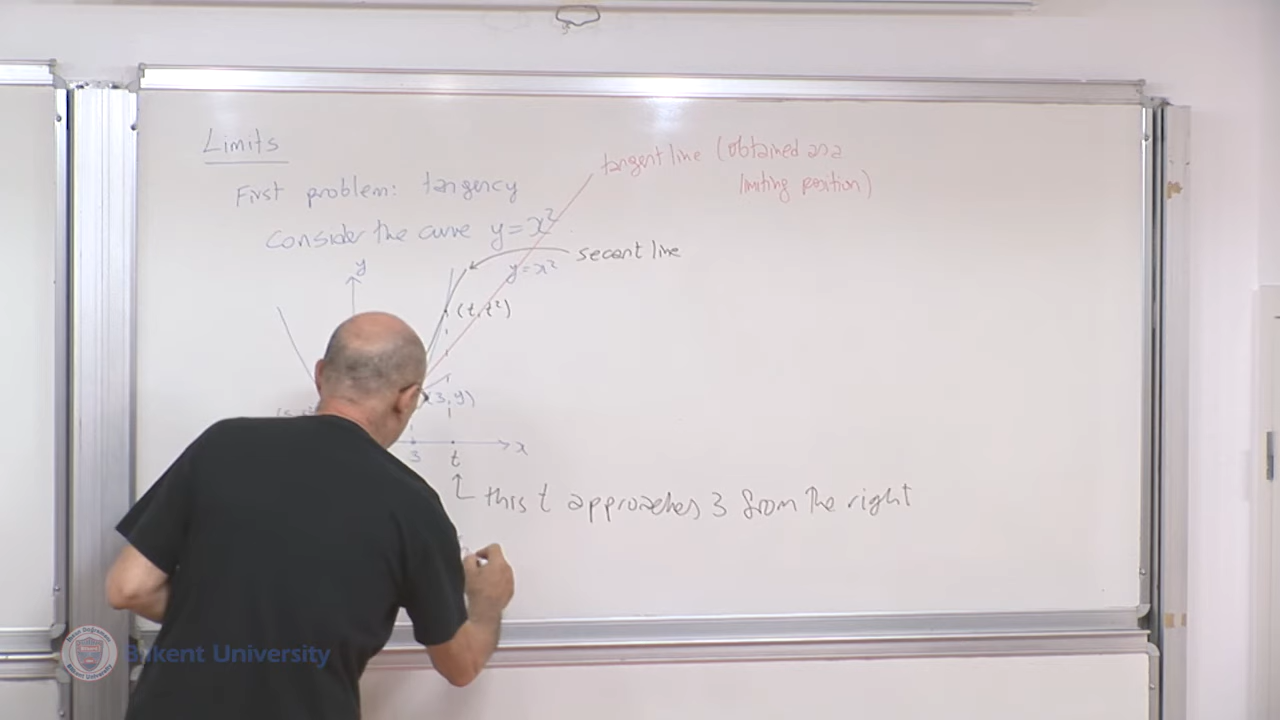 Limits
First problem: tangency
Consider the curve y = x²
tangent line (obtained as a
limiting position)
secant line
y
y = x²
(t, t²)
(3, 9)
3
t
x
this t approaches 3 from the right
Bilkent University